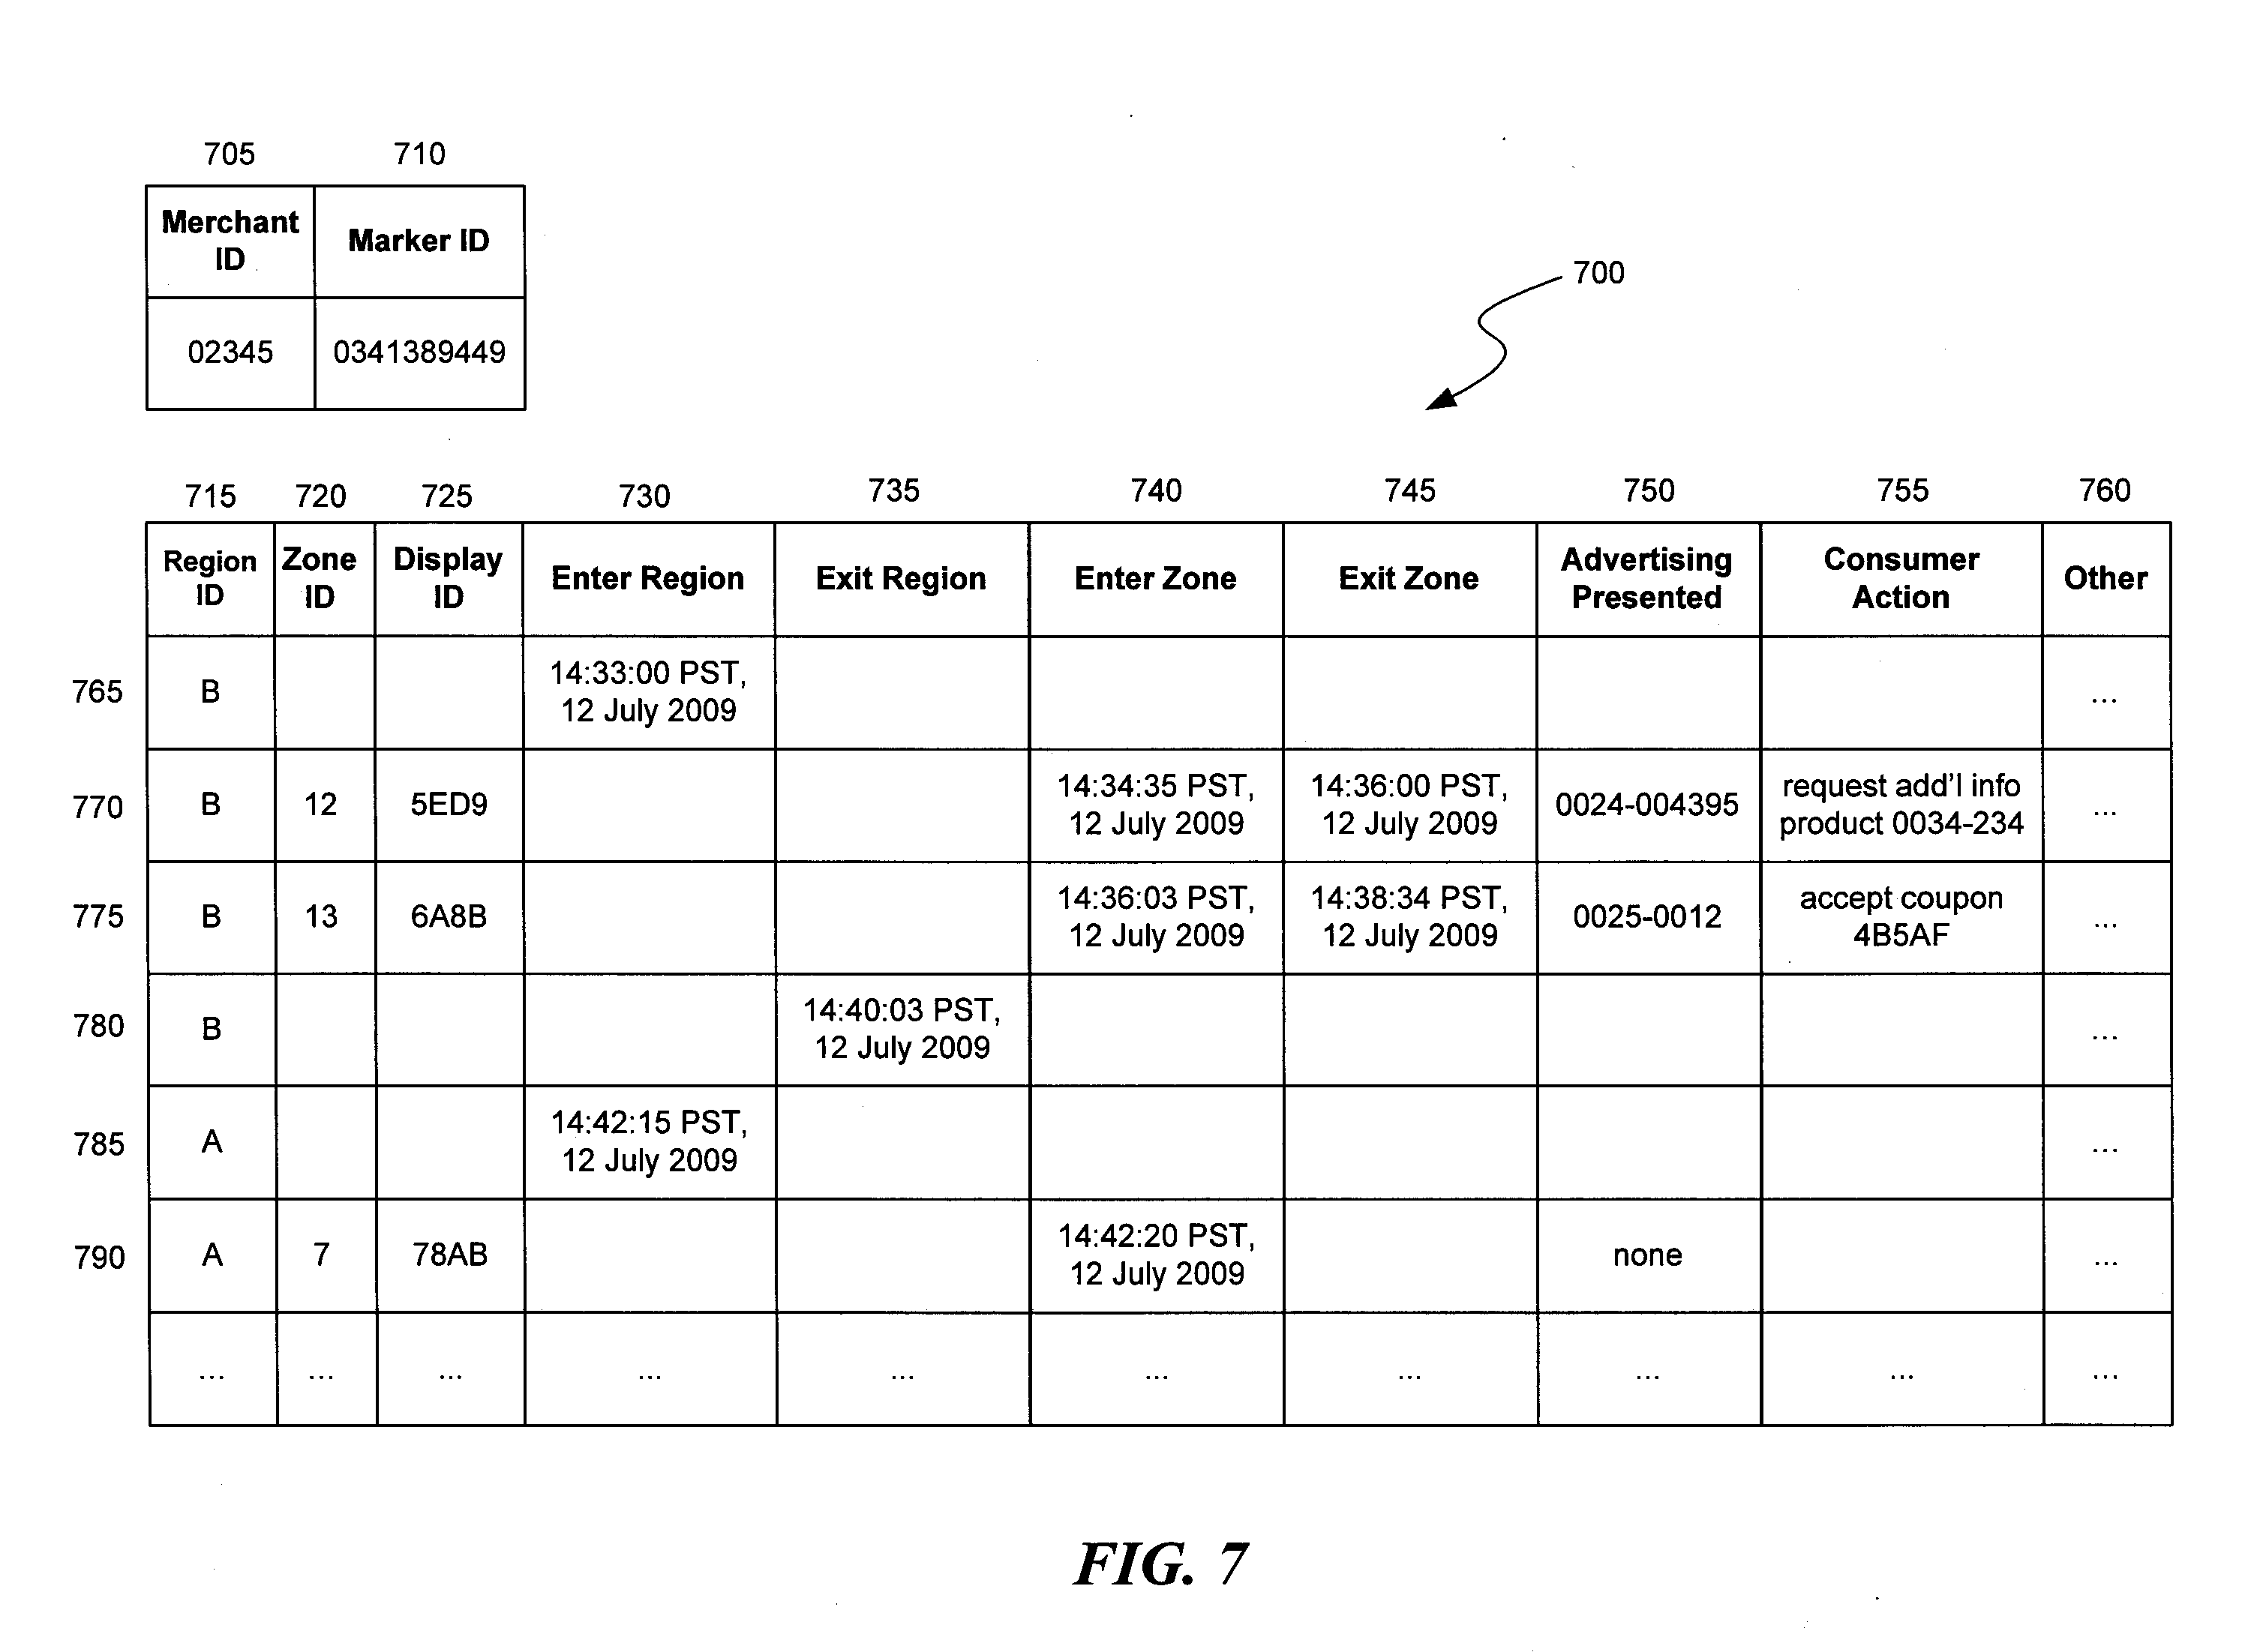 705 710
Merchant ID Marker ID
02345 0341389449
700
715 720 725 730 735 740 745 750 755 760
Region ID Zone ID Display ID Enter Region Exit Region Enter Zone Exit Zone Advertising Presented Consumer Action Other
765 B 14:33:00 PST, 12 July 2009 ...
770 B 12 5ED9 14:34:35 PST, 12 July 2009 14:36:00 PST, 12 July 2009 0024-004395 request add'l info product 0034-234 ...
775 B 13 6A8B 14:36:03 PST, 12 July 2009 14:38:34 PST, 12 July 2009 0025-0012 accept coupon 4B5AF ...
780 B 14:40:03 PST, 12 July 2009 ...
785 A 14:42:15 PST, 12 July 2009 ...
790 A 7 78AB 14:42:20 PST, 12 July 2009 none ...
... ... ... ... ... ... ... ... ... ...
FIG. 7